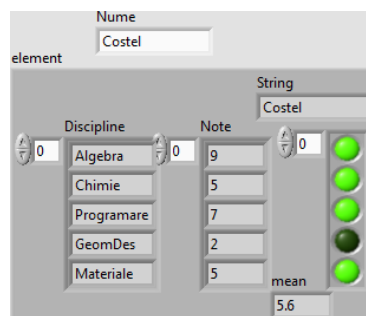 Nume
Costel
element
String
Costel
Discipline Note
0 Algebra 0 9 0
Chimie 5
Programare 7
GeomDes 2
Materiale 5
mean
5.6